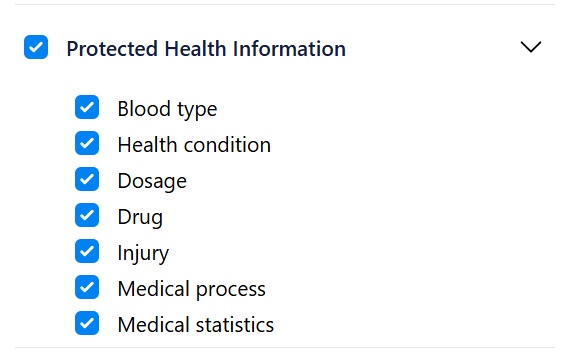 Protected Health Information
Blood type
Health condition
Dosage
Drug
Injury
Medical process
Medical statistics